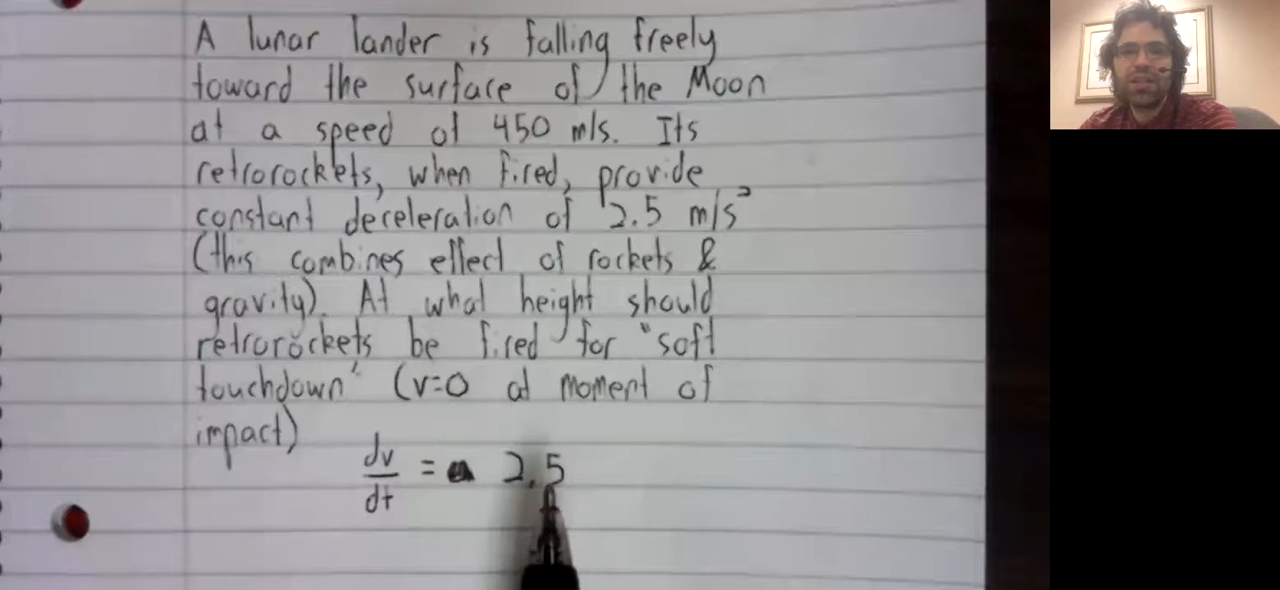 A lunar lander is falling freely
toward the surface of the Moon
at a speed of 450 m/s. Its
retrorockets, when fired, provide
constant deceleration of 2.5 m/s²
(this combines effect of rockets &
gravity). At what height should
retrorockets be fired for "soft
touchdown" (v=0 at moment of
impact)
dv/dt = 2.5